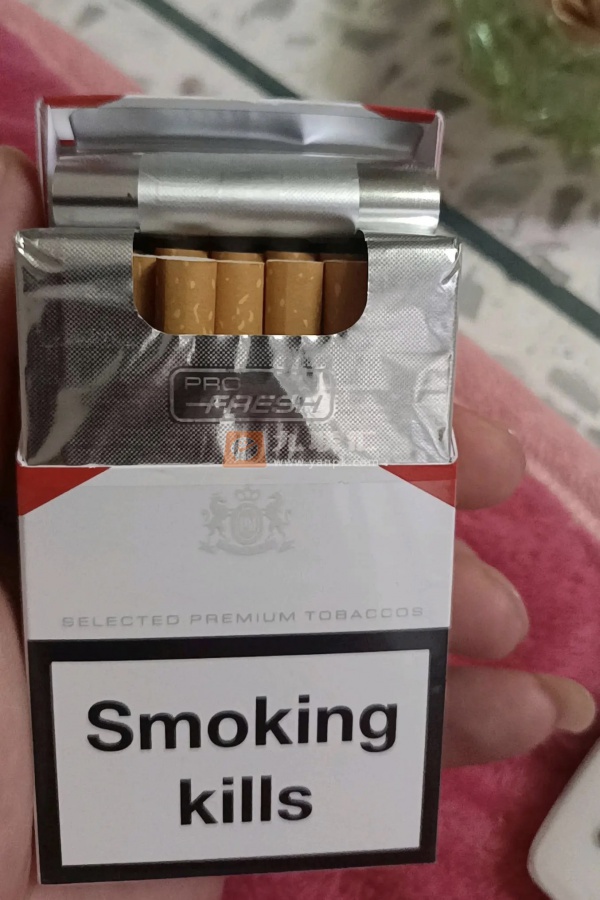 PRO
FRESH
SELECTED PREMIUM TOBACCOS
Smoking
kills